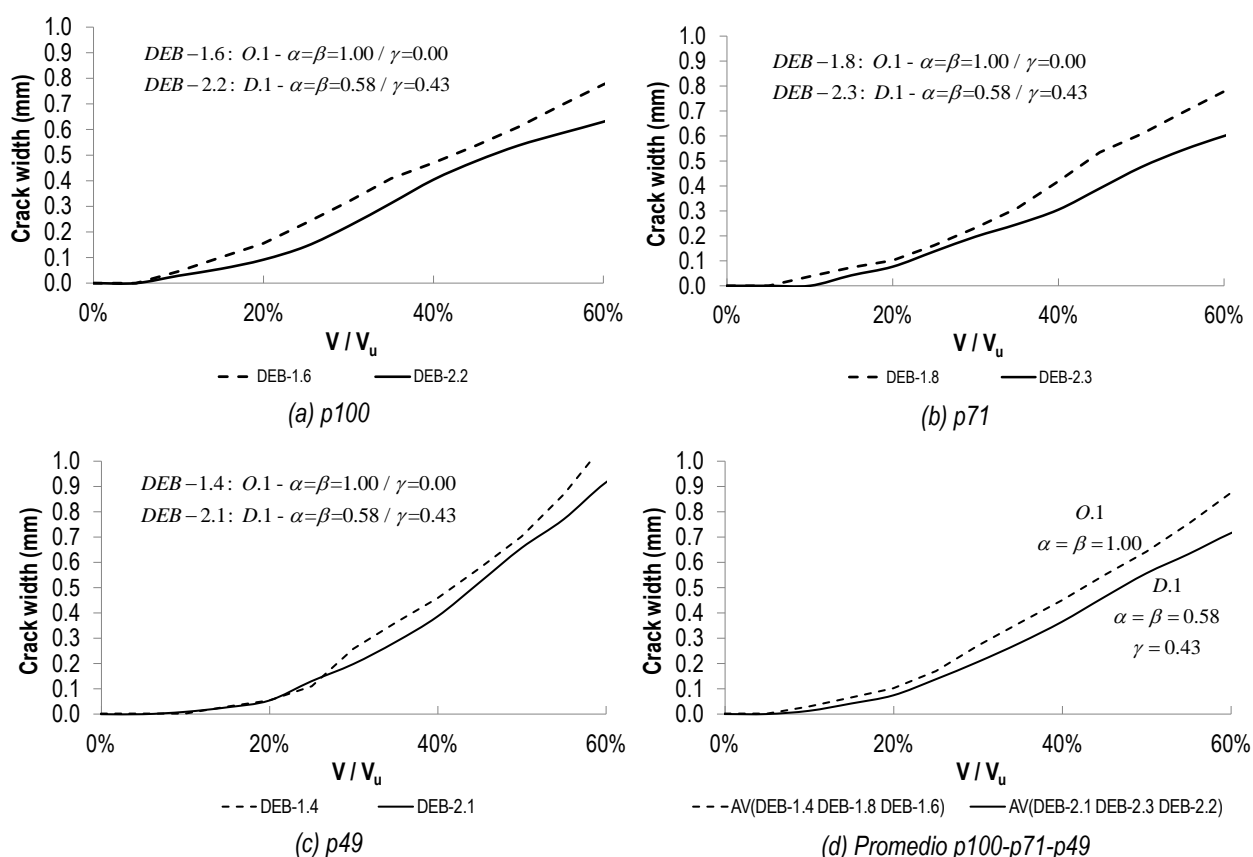 Crack width (mm)
1.0
0.9
0.8
0.7
0.6
0.5
0.4
0.3
0.2
0.1
0.0
DEB−1.6: O.1 - α=β=1.00 / γ=0.00
DEB−2.2: D.1 - α=β=0.58 / γ=0.43
0% 20% 40% 60%
V / Vu
DEB-1.6 DEB-2.2
(a) p100
Crack width (mm)
1.0
0.9
0.8
0.7
0.6
0.5
0.4
0.3
0.2
0.1
0.0
DEB−1.8: O.1 - α=β=1.00 / γ=0.00
DEB−2.3: D.1 - α=β=0.58 / γ=0.43
0% 20% 40% 60%
V / Vu
DEB-1.8 DEB-2.3
(b) p71
Crack width (mm)
1.0
0.9
0.8
0.7
0.6
0.5
0.4
0.3
0.2
0.1
0.0
DEB−1.4: O.1 - α=β=1.00 / γ=0.00
DEB−2.1: D.1 - α=β=0.58 / γ=0.43
0% 20% 40% 60%
V / Vu
DEB-1.4 DEB-2.1
(c) p49
Crack width (mm)
1.0
0.9
0.8
0.7
0.6
0.5
0.4
0.3
0.2
0.1
0.0
O.1
α = β = 1.00
D.1
α = β = 0.58
γ = 0.43
0% 20% 40% 60%
V / Vu
AV(DEB-1.4 DEB-1.8 DEB-1.6) AV(DEB-2.1 DEB-2.3 DEB-2.2)
(d) Promedio p100-p71-p49